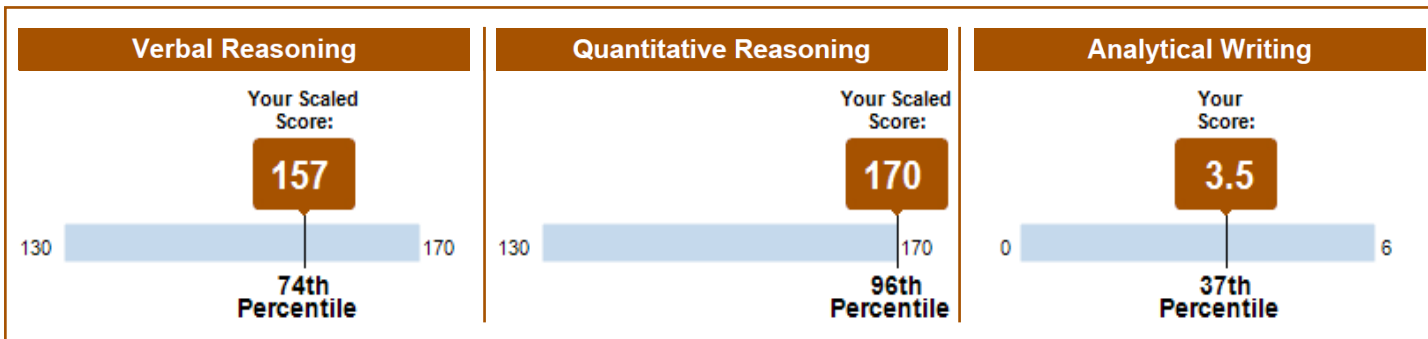 Verbal Reasoning
Your Scaled
Score:
157
130
170
74th
Percentile
Quantitative Reasoning
Your Scaled
Score:
170
130
170
96th
Percentile
Analytical Writing
Your
Score:
3.5
0
6
37th
Percentile